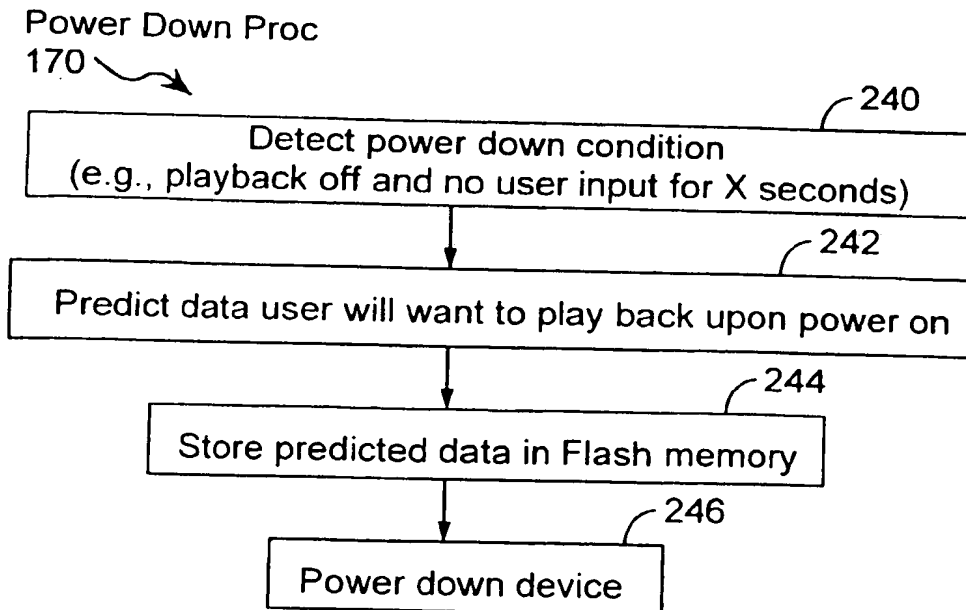 Power Down Proc
170
240
Detect power down condition
(e.g., playback off and no user input for X seconds)
242
Predict data user will want to play back upon power on
244
Store predicted data in Flash memory
246
Power down device